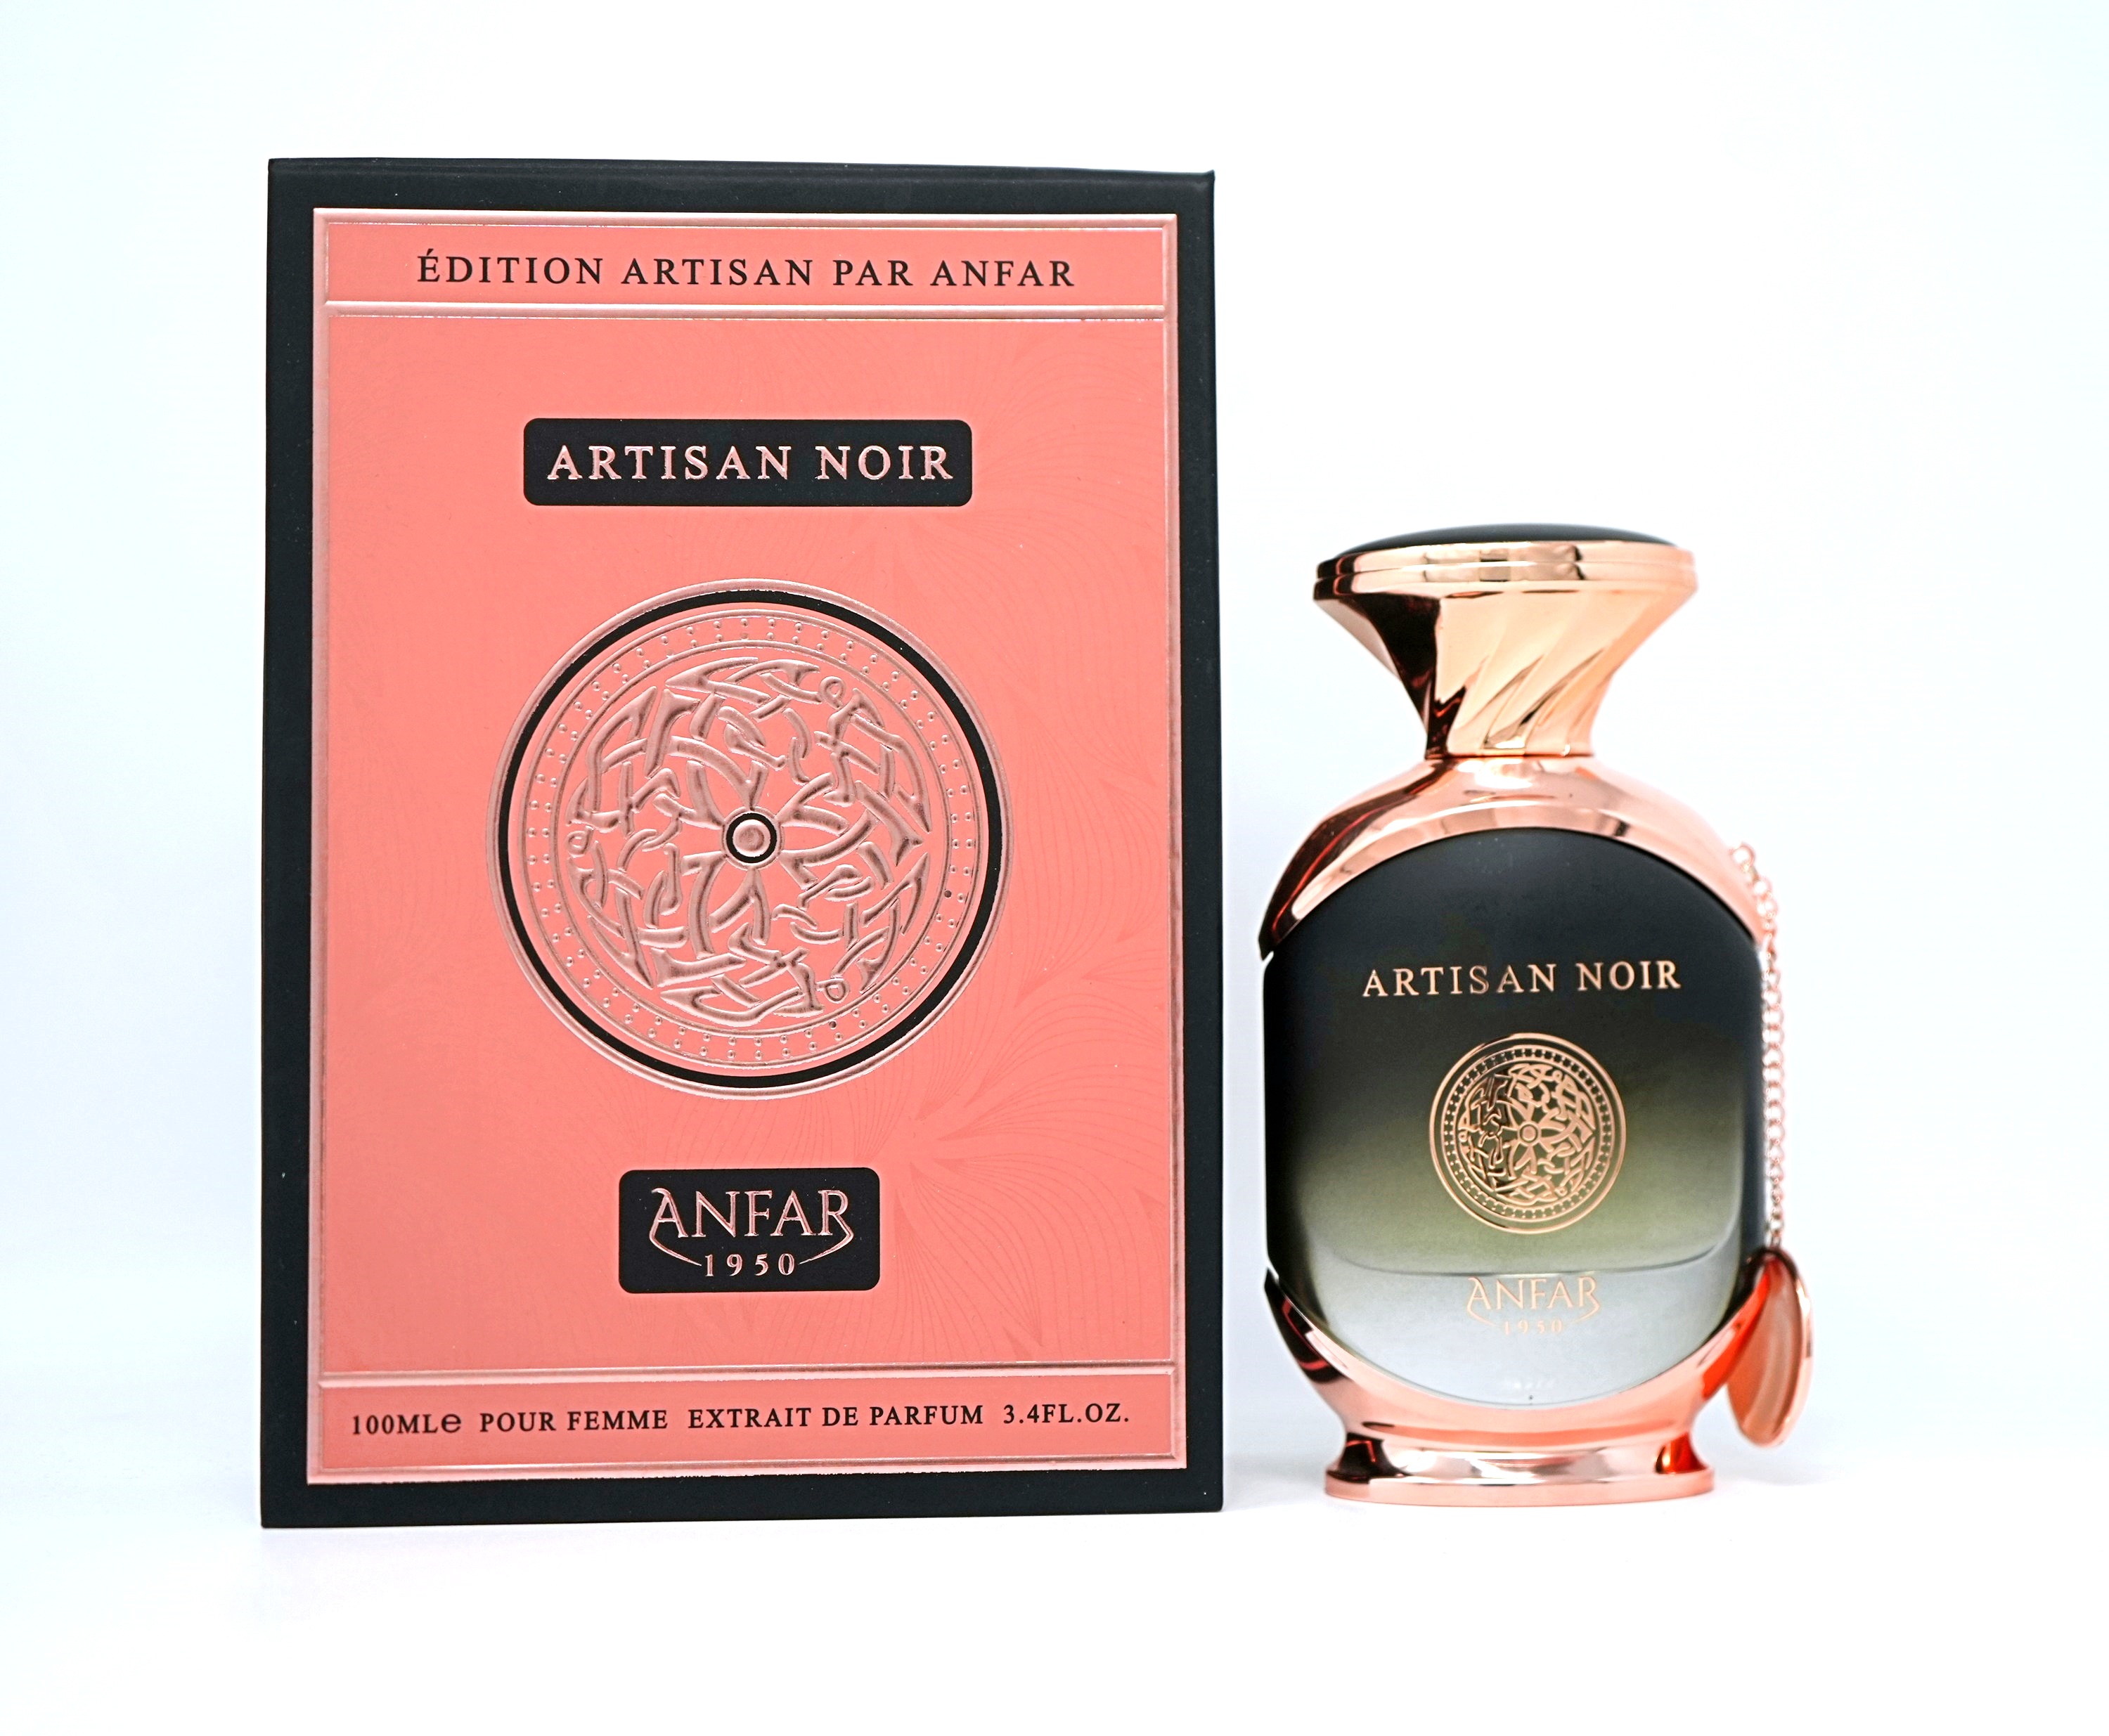 ÉDITION ARTISAN PAR ANFAR
ARTISAN NOIR
ANFAR
1950
100MLe POUR FEMME EXTRAIT DE PARFUM 3.4FL.OZ.
ARTISAN NOIR
ANFAR
1950